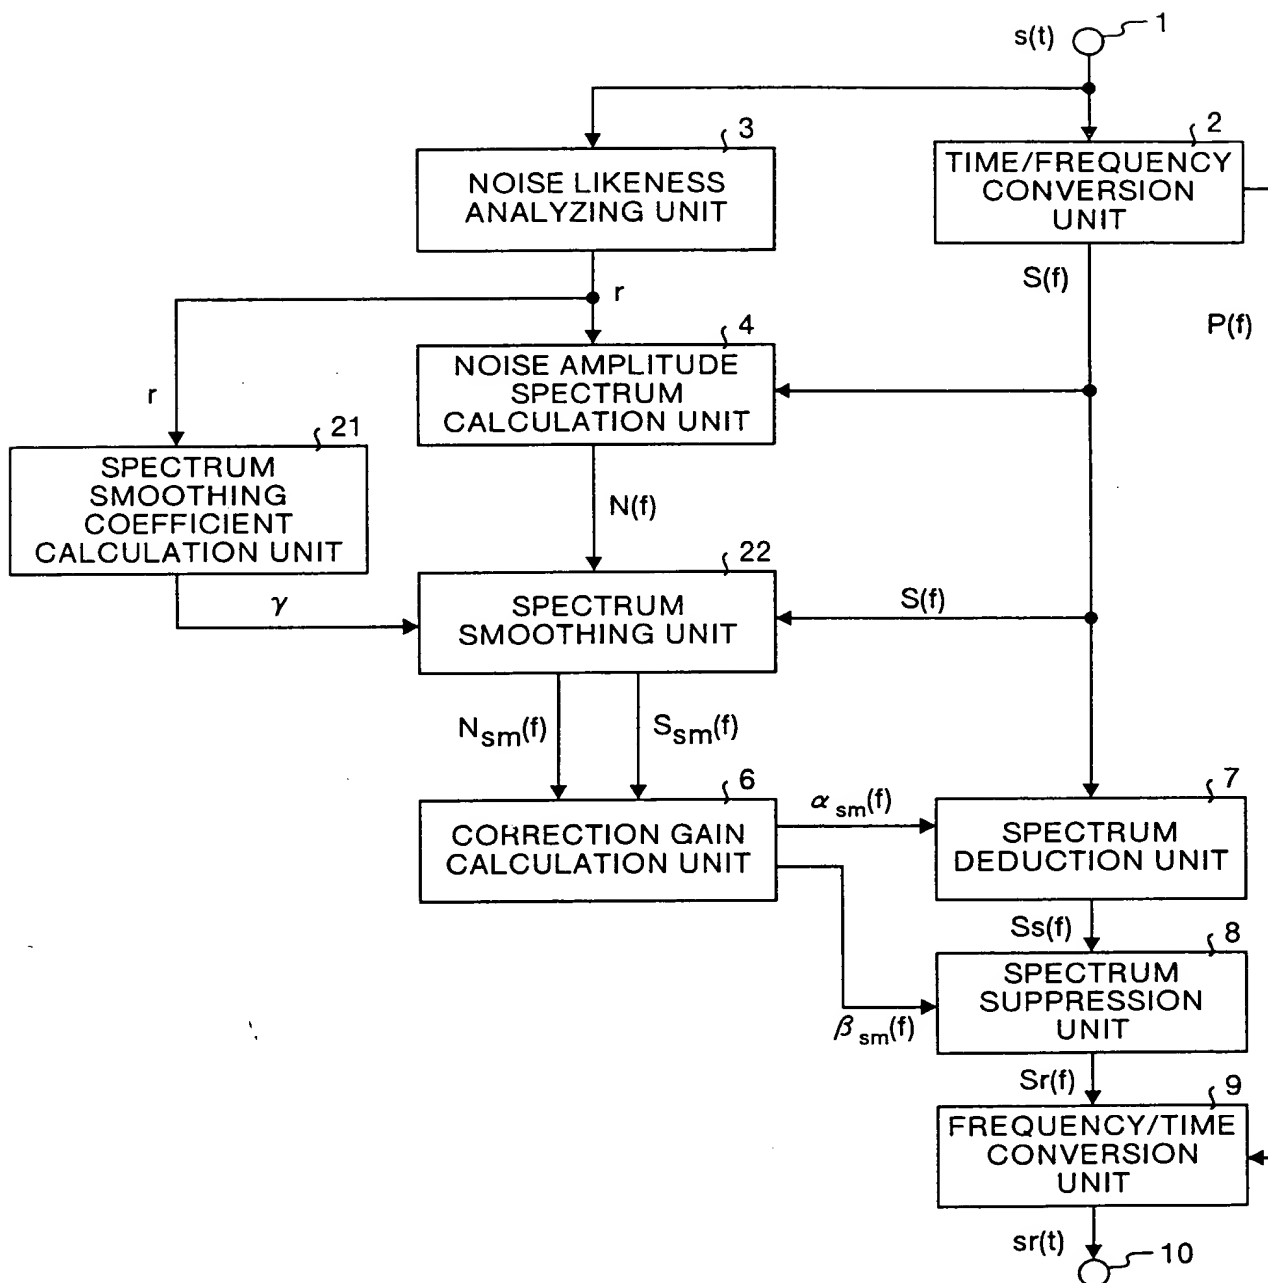 s(t)
1
3
NOISE LIKENESS
ANALYZING UNIT
2
TIME/FREQUENCY
CONVERSION
UNIT
S(f)
P(f)
r
r
4
NOISE AMPLITUDE
SPECTRUM
CALCULATION UNIT
21
SPECTRUM
SMOOTHING
COEFFICIENT
CALCULATION UNIT
N(f)
γ
22
SPECTRUM
SMOOTHING UNIT
S(f)
Nsm(f)
Ssm(f)
6
CORRECTION GAIN
CALCULATION UNIT
αsm(f)
7
SPECTRUM
DEDUCTION UNIT
Ss(f)
βsm(f)
8
SPECTRUM
SUPPRESSION
UNIT
Sr(f)
9
FREQUENCY/TIME
CONVERSION
UNIT
sr(t)
10